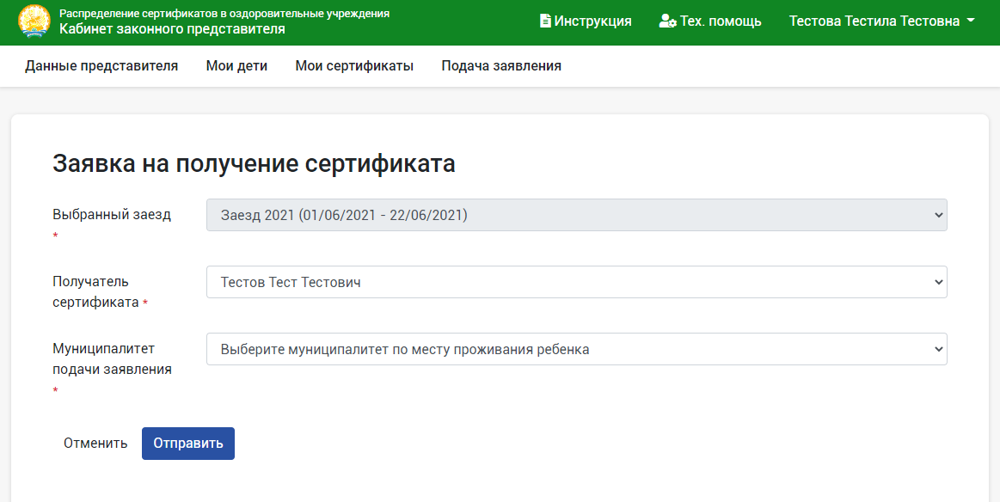 Распределение сертификатов в оздоровительные учреждения
Кабинет законного представителя
Инструкция
Тех. помощь
Тестова Тестила Тестовна
Данные представителя
Мои дети
Мои сертификаты
Подача заявления
Заявка на получение сертификата
Выбранный заезд
*
Заезд 2021 (01/06/2021 - 22/06/2021)
Получатель
сертификата *
Тестов Тест Тестович
Муниципалитет
подачи заявления
*
Выберите муниципалитет по месту проживания ребенка
Отменить
Отправить